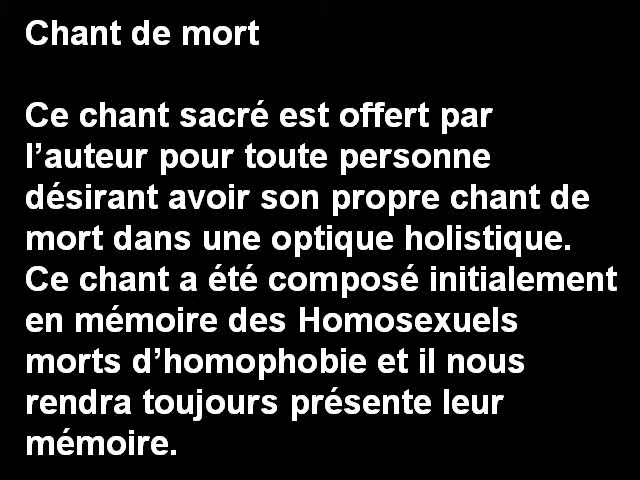 Chant de mort
Ce chant sacré est offert par
l’auteur pour toute personne
désirant avoir son propre chant de
mort dans une optique holistique.
Ce chant a été composé initialement
en mémoire des Homosexuels
morts d’homophobie et il nous
rendra toujours présente leur
mémoire.